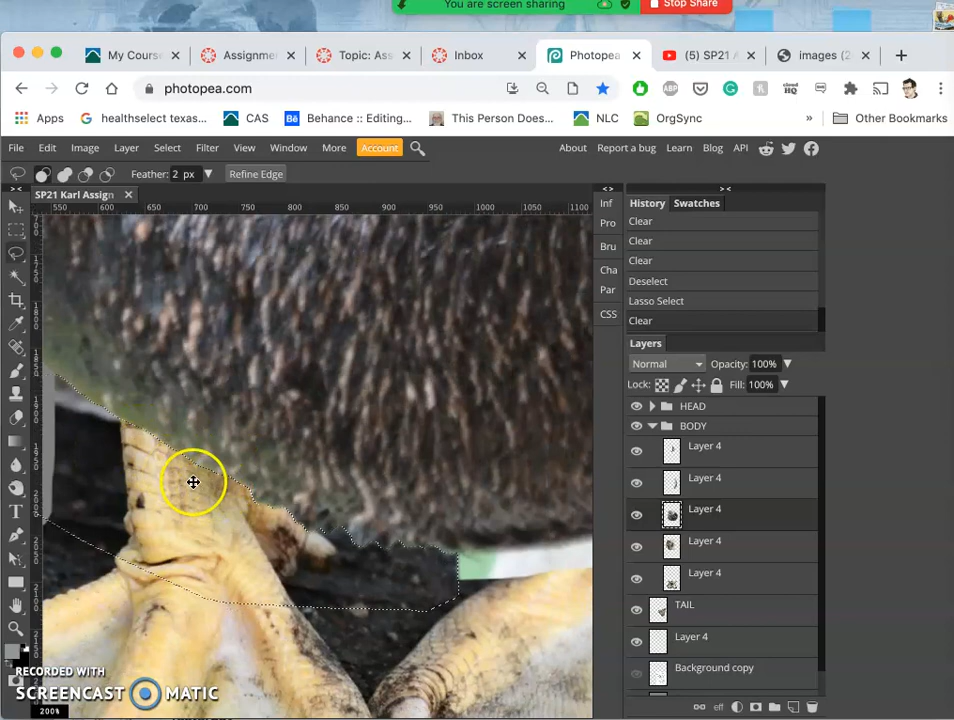 You are screen sharing
Stop Share
My Cours
Assignme
Topic: Ass
Inbox
Photopea
(5) SP21 A
images (2
photopea.com
Apps
healthselect texas...
CAS
Behance :: Editing...
This Person Does...
NLC
OrgSync
Other Bookmarks
File Edit Image Layer Select Filter View Window More Account
About Report a bug Learn Blog API
Feather: 2 px
Refine Edge
SP21 Karl Assign
550 600 650 700 750 800 850 900 950 1000 1050 1100
Inf
Pro
Bru
Cha
Par
CSS
History Swatches
Clear
Clear
Clear
Deselect
Lasso Select
Clear
Layers
Normal Opacity: 100%
Lock: Fill: 100%
HEAD
BODY
Layer 4
Layer 4
Layer 4
Layer 4
Layer 4
TAIL
Layer 4
Background copy
eff
RECORDED WITH
SCREENCAST MATIC
200%